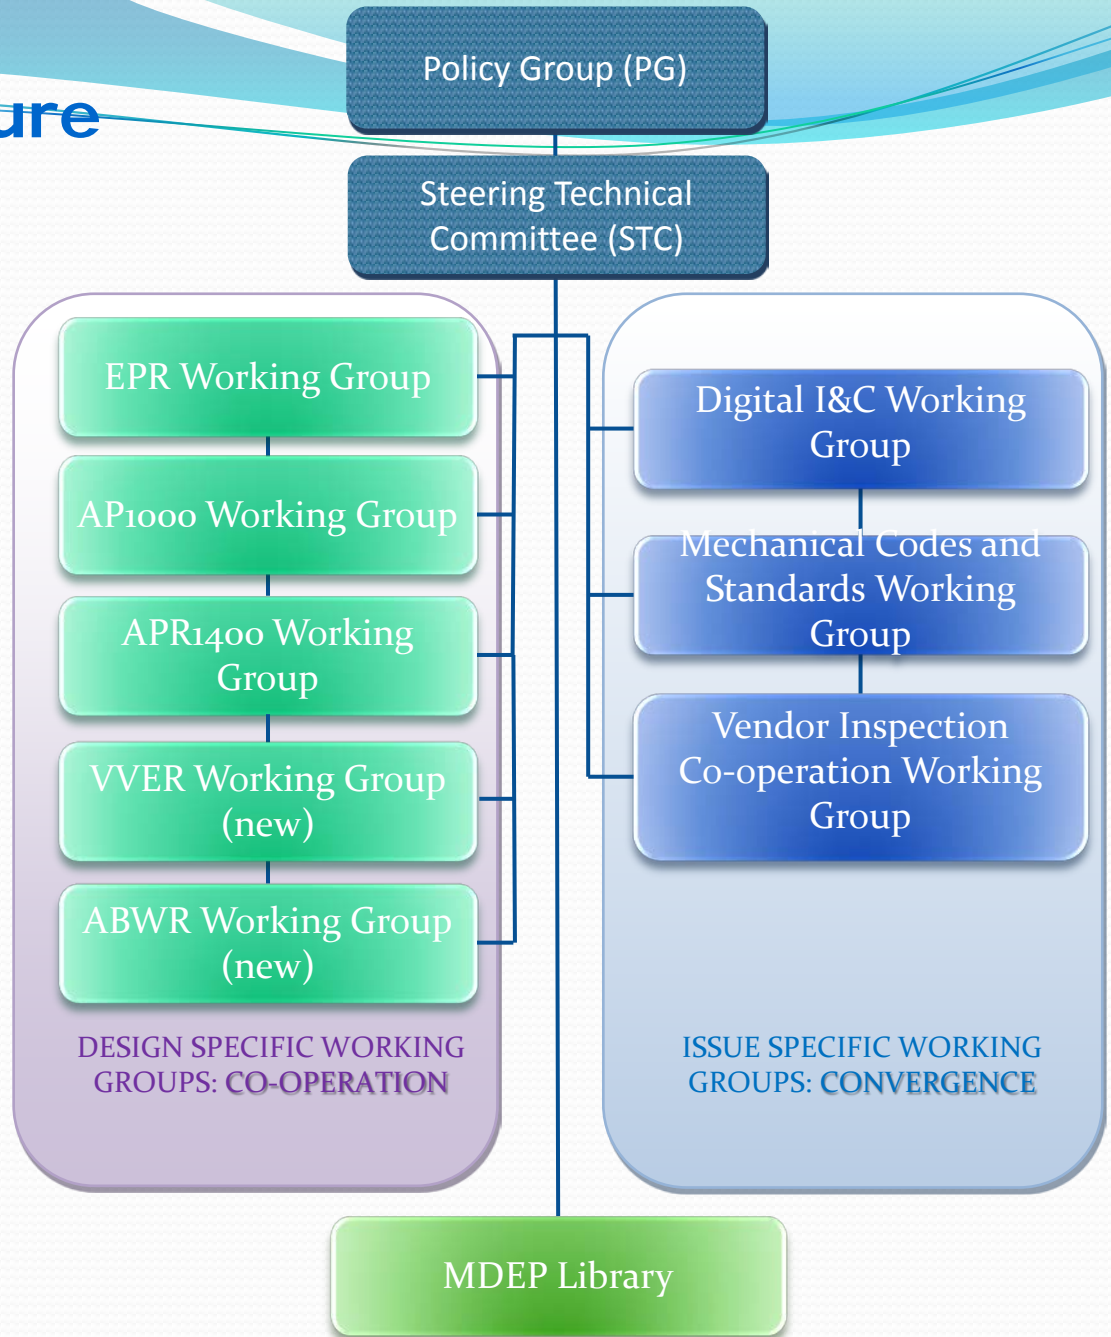 Policy Group (PG)
ure
Steering Technical
Committee (STC)
EPR Working Group
AP1000 Working Group
APR1400 Working
Group
VVER Working Group
(new)
ABWR Working Group
(new)
DESIGN SPECIFIC WORKING
GROUPS: CO-OPERATION
Digital I&C Working
Group
Mechanical Codes and
Standards Working
Group
Vendor Inspection
Co-operation Working
Group
ISSUE SPECIFIC WORKING
GROUPS: CONVERGENCE
MDEP Library